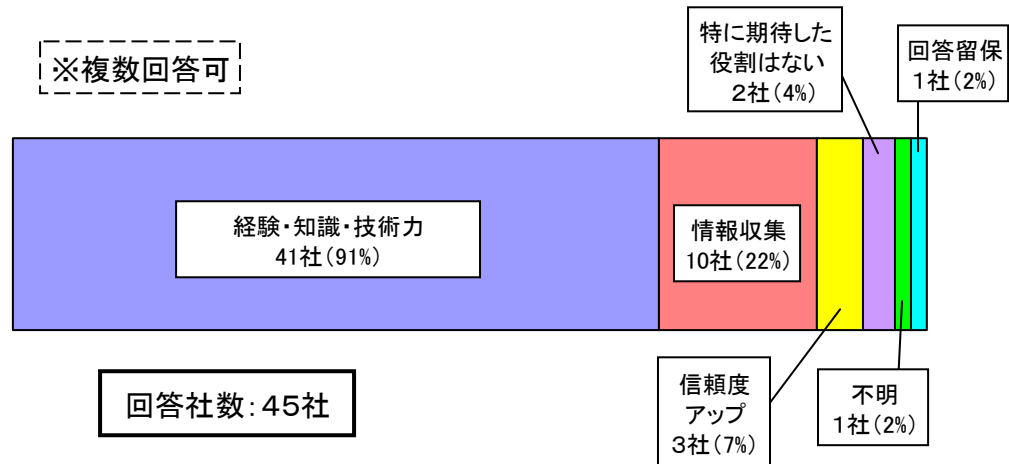 ※複数回答可
特に期待した
役割はない
2社(4%)
回答留保
1社(2%)
経験・知識・技術力
41社(91%)
情報収集
10社(22%)
信頼度
アップ
3社(7%)
不明
1社(2%)
回答社数:45社